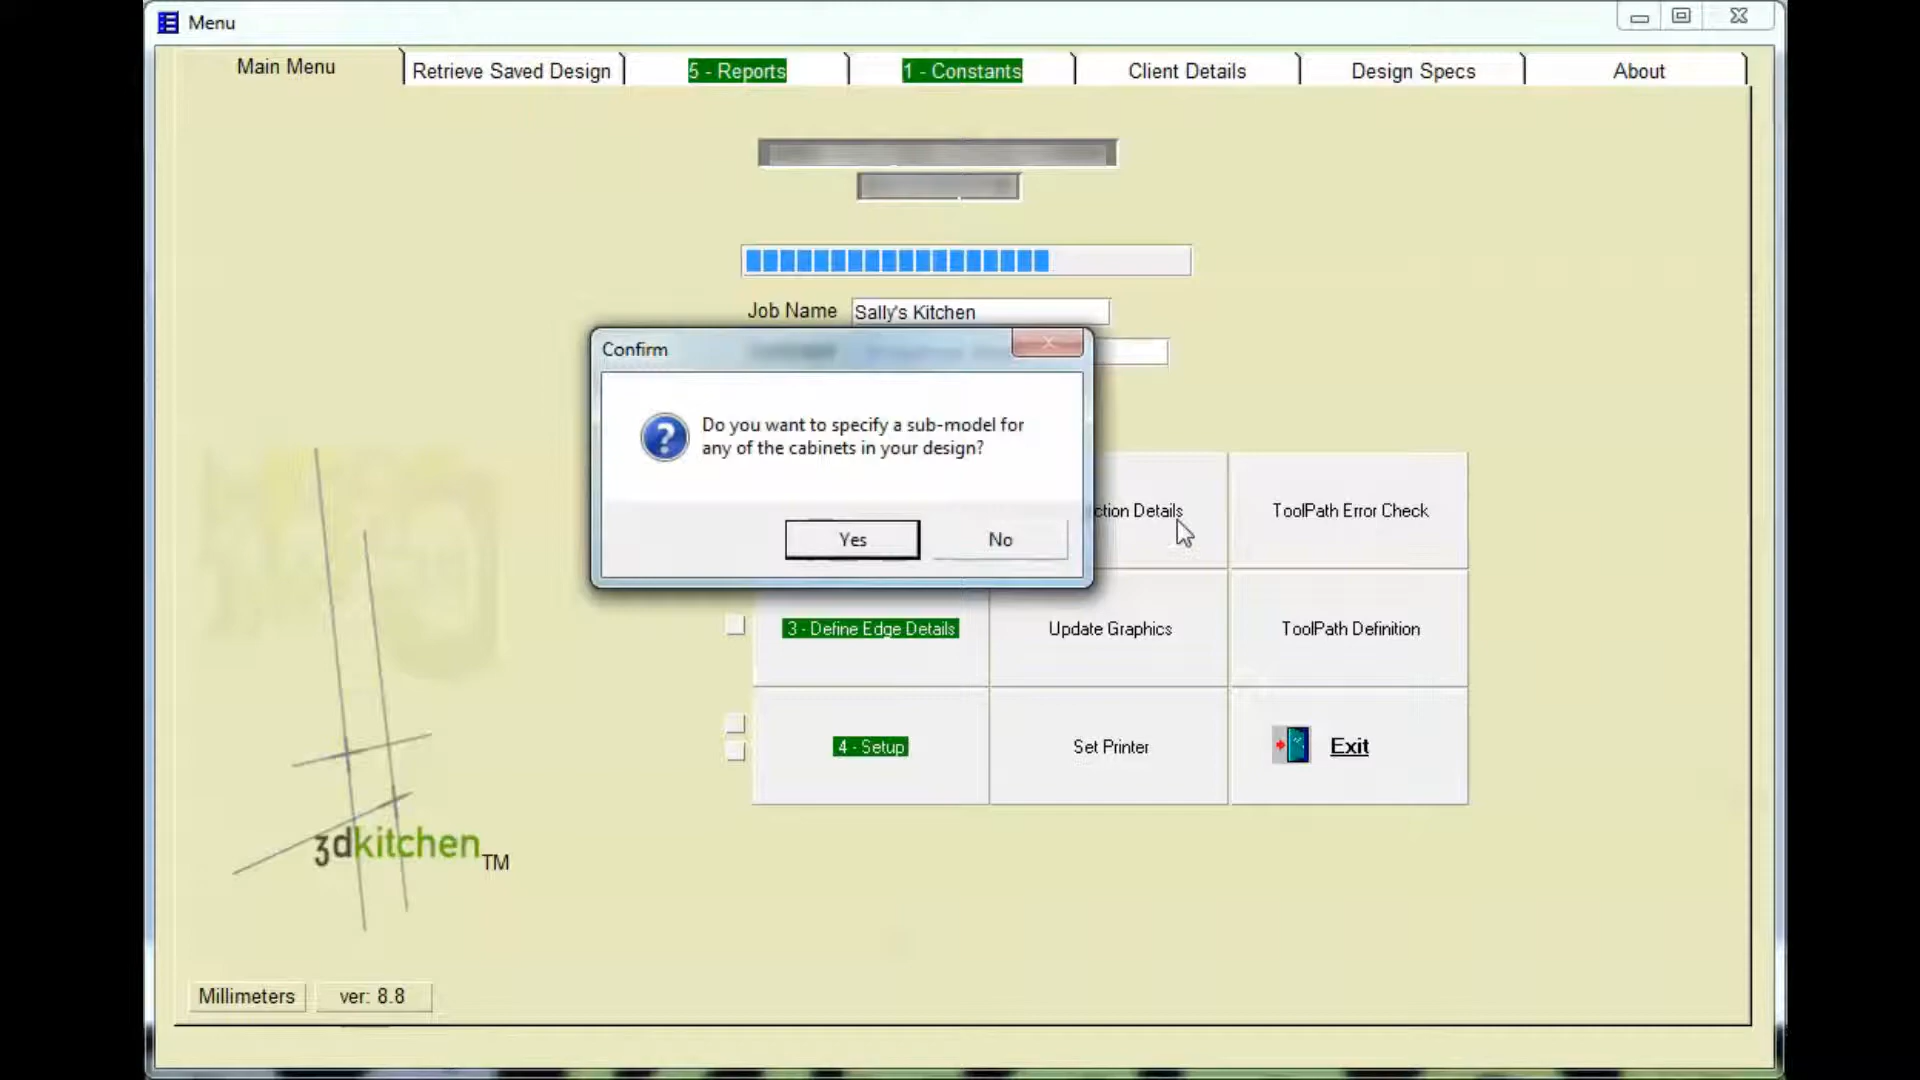 Menu
Main Menu
Retrieve Saved Design
5 - Reports
1 - Constants
Client Details
Design Specs
About
Job Name
Sally's Kitchen
Confirm
Do you want to specify a sub-model for
any of the cabinets in your design?
Yes
No
ction Details
ToolPath Error Check
3 - Define Edge Details
Update Graphics
ToolPath Definition
4 - Setup
Set Printer
Exit
3dkitchen TM
Millimeters
ver: 8.8